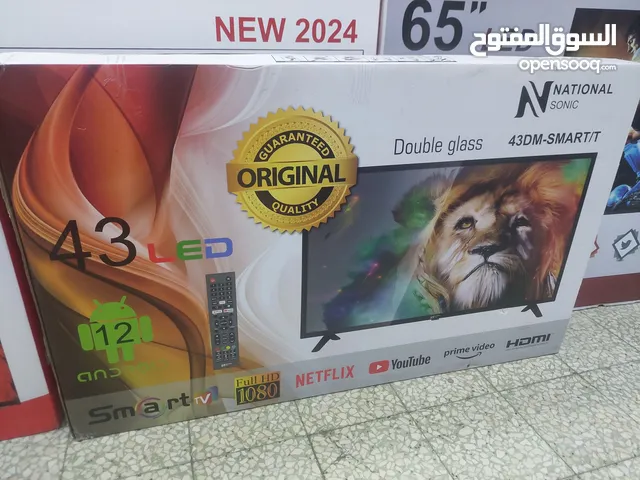 NEW 2024
65"
LED
السوق المفتوح
opensooq.com
NATIONAL
SONIC
Double glass
43DM-SMART/T
GUARANTEED
ORIGINAL
QUALITY
43 LED
12
Smart TV
Full HD
1080
NETFLIX
YouTube
prime video
HDMI